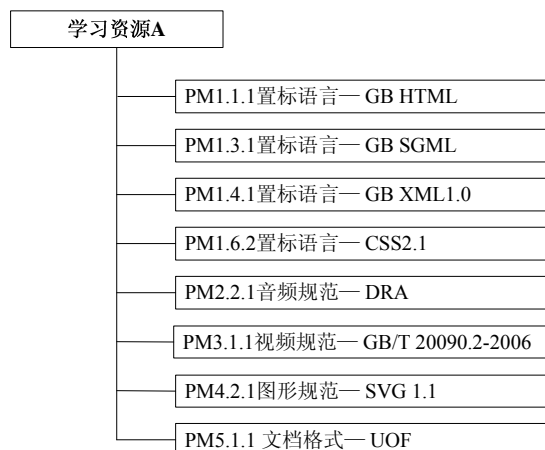 学习资源A
PM1.1.1置标语言— GB HTML
PM1.3.1置标语言— GB SGML
PM1.4.1置标语言— GB XML1.0
PM1.6.2置标语言— CSS2.1
PM2.2.1音频规范— DRA
PM3.1.1视频规范— GB/T 20090.2-2006
PM4.2.1图形规范— SVG 1.1
PM5.1.1 文档格式— UOF